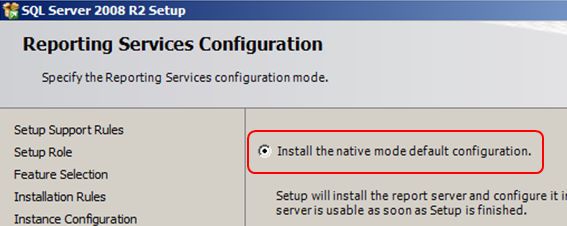 SQL Server 2008 R2 Setup
Reporting Services Configuration
Specify the Reporting Services configuration mode.
Setup Support Rules
Setup Role
Feature Selection
Installation Rules
Instance Configuration
Install the native mode default configuration.
Setup will install the report server and configure it in
server is usable as soon as Setup is finished.